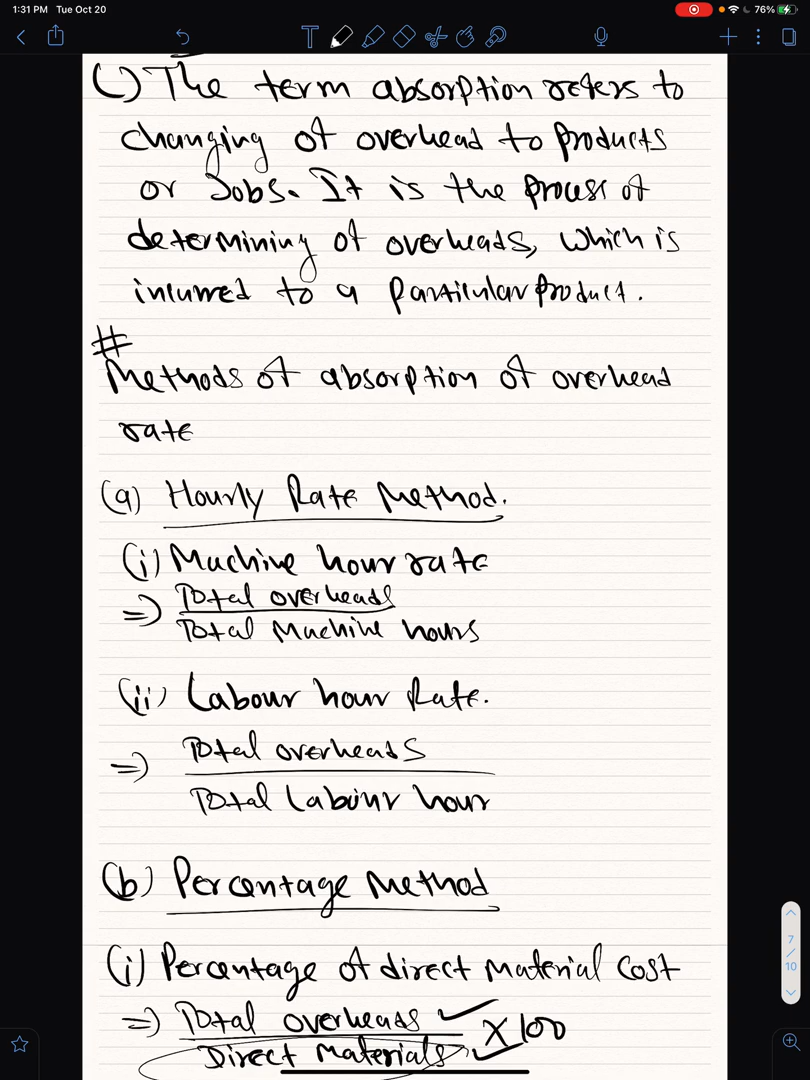 1:31 PM Tue Oct 20
76%
T
(-) The term absorption refers to
changing of overhead to products
or Jobs. It is the process of
determining of overheads, which is
incurred to a particular product.
#
Methods of absorption of overhead
rate
(a) Hourly Rate Method.
(i) Machine hour rate
=> Total overheads
Total Machine hours
(ii) Labour hour Rate.
=> Total overheads
Total Labour hour
(b) Percentage Method
(i) Percentage of direct Material Cost
=> Total overheads
Direct Materials X 100
7
/
10